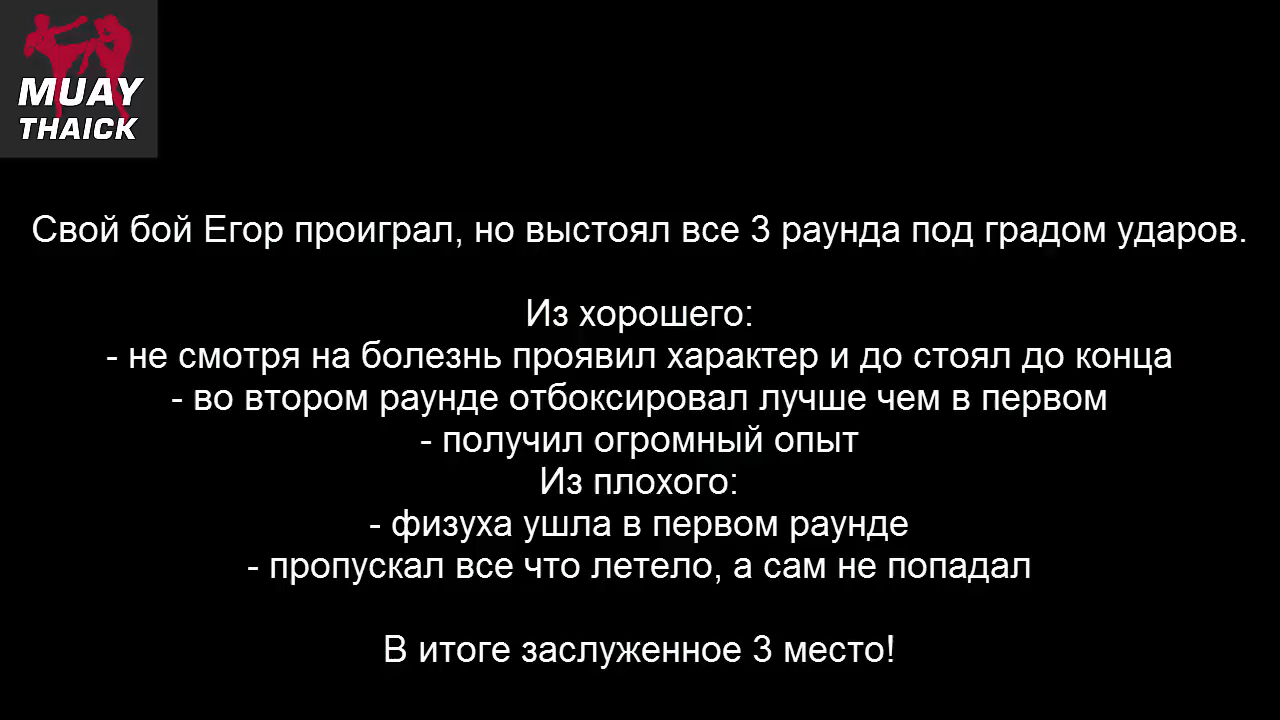 MUAY
THAICK
Свой бой Егор проиграл, но выстоял все 3 раунда под градом ударов.
Из хорошего:
- не смотря на болезнь проявил характер и до стоял до конца
- во втором раунде отбоксировал лучше чем в первом
- получил огромный опыт
Из плохого:
- физуха ушла в первом раунде
- пропускал все что летело, а сам не попадал
В итоге заслуженное 3 место!